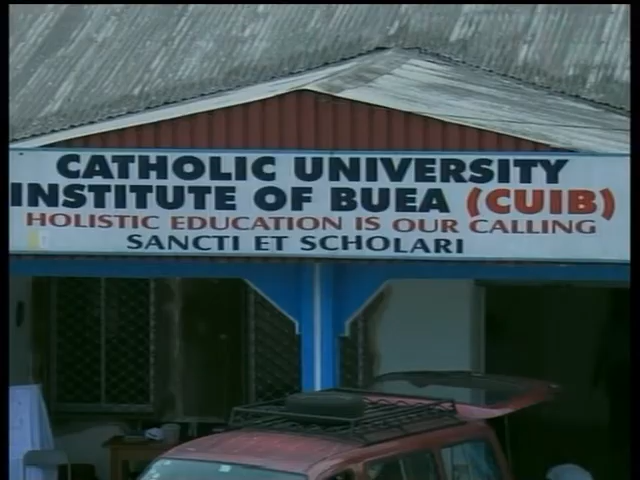 CATHOLIC UNIVERSITY
INSTITUTE OF BUEA (CUIB)
HOLISTIC EDUCATION IS OUR CALLING
SANCTI ET SCHOLARI